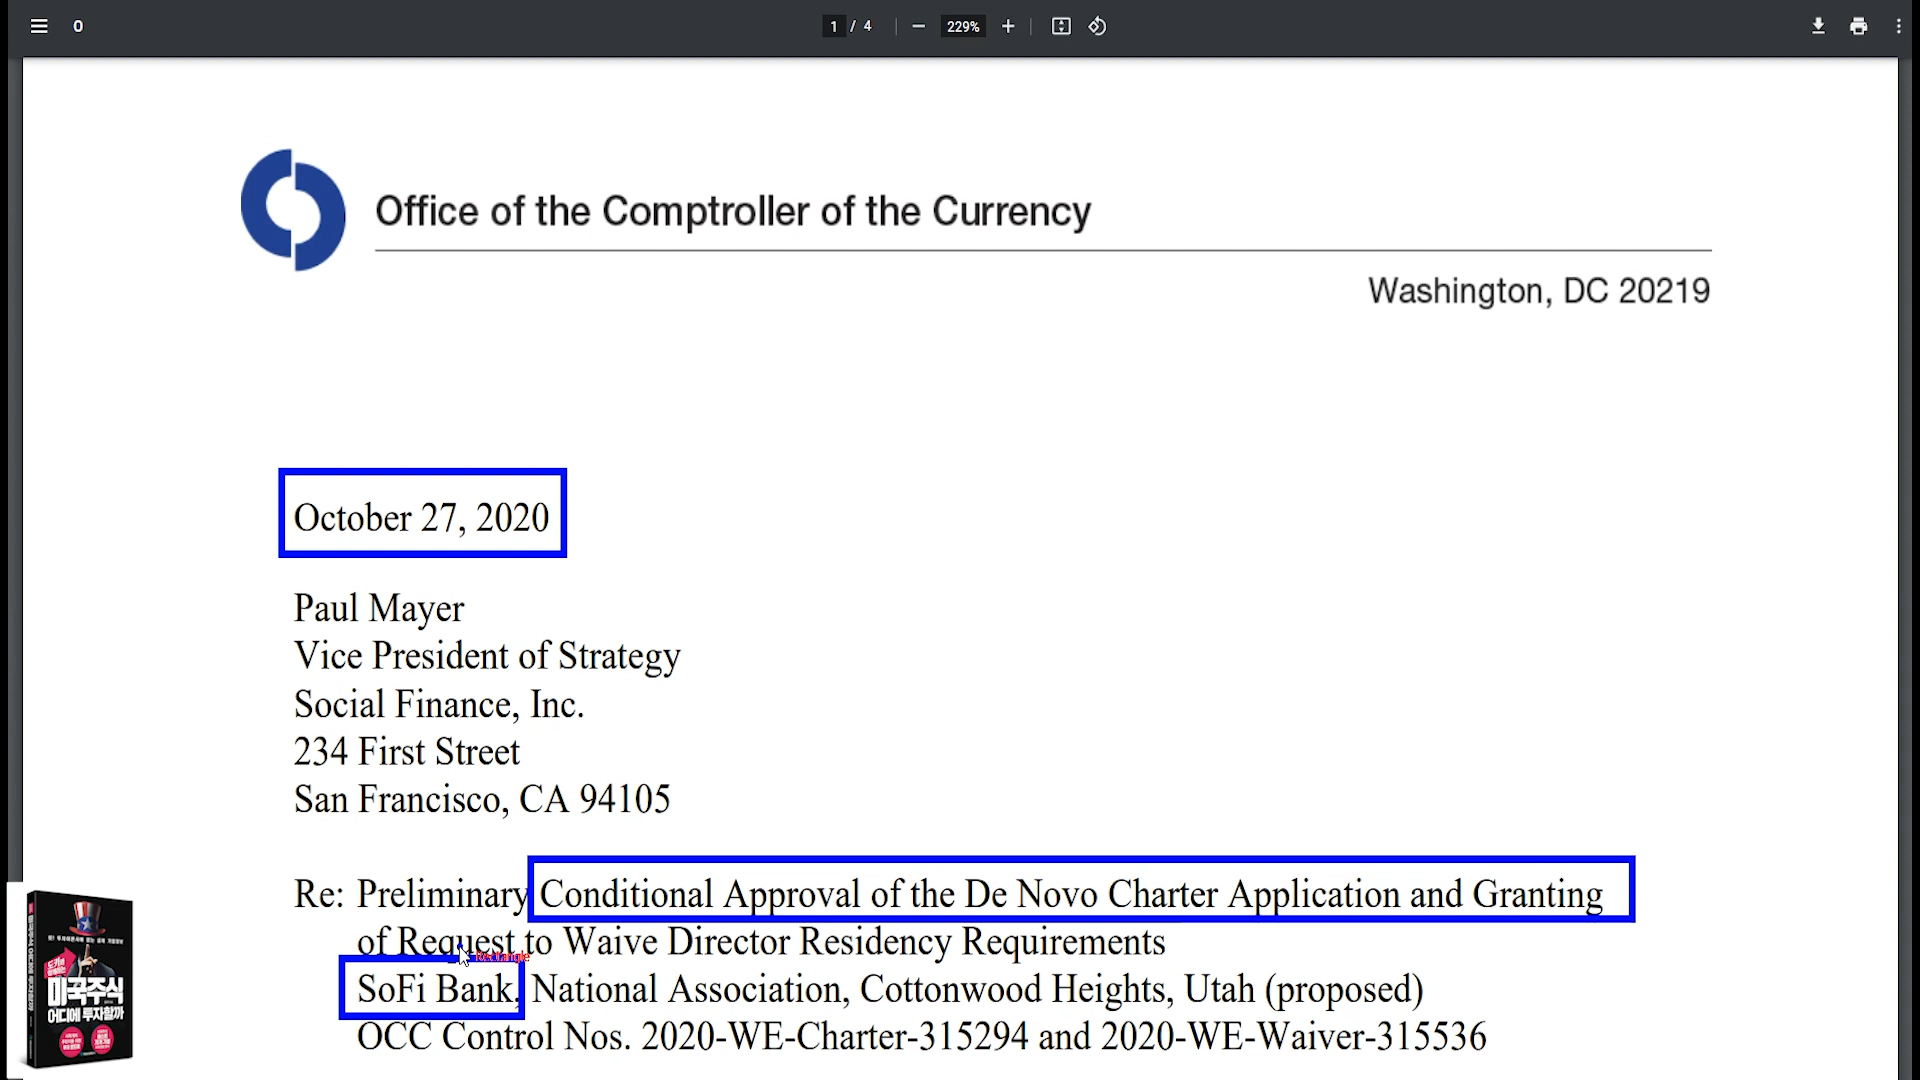 0
1 / 4
229%
Office of the Comptroller of the Currency
Washington, DC 20219
October 27, 2020
Paul Mayer
Vice President of Strategy
Social Finance, Inc.
234 First Street
San Francisco, CA 94105
Re: Preliminary Conditional Approval of the De Novo Charter Application and Granting
of Request to Waive Director Residency Requirements
Rectangle
SoFi Bank, National Association, Cottonwood Heights, Utah (proposed)
OCC Control Nos. 2020-WE-Charter-315294 and 2020-WE-Waiver-315536
미국주식
어디에 투자할까